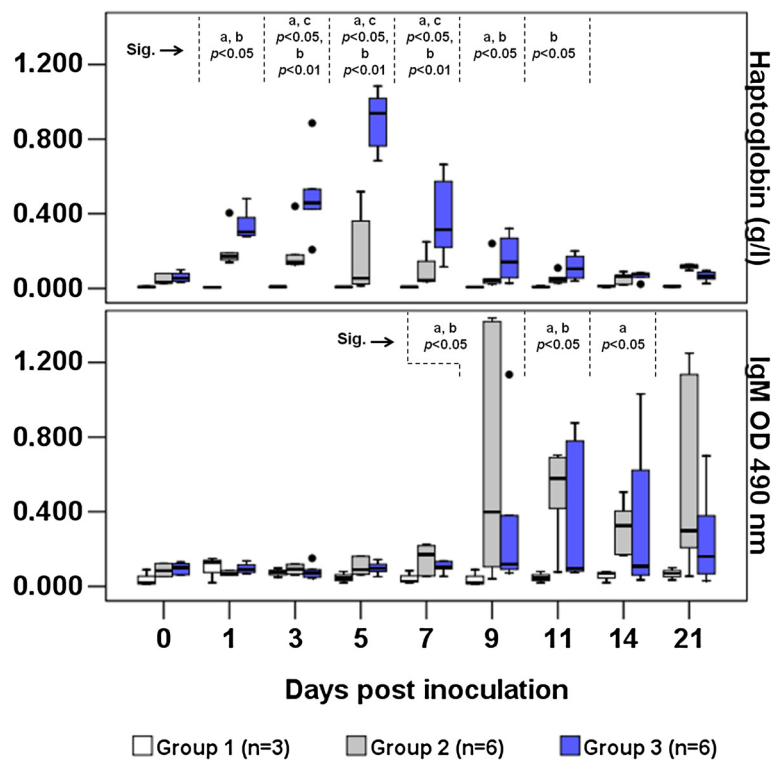 Sig. →
a, b
p<0.05
a, c
p<0.05,
b
p<0.01
a, c
p<0.05,
b
p<0.01
a, c
p<0.05,
b
p<0.01
a, b
p<0.05
b
p<0.05
1.200
0.800
0.400
0.000
Haptoglobin (g/l)
Sig. →
a, b
p<0.05
a, b
p<0.05
a
p<0.05
1.200
0.800
0.400
0.000
IgM OD 490 nm
0 1 3 5 7 9 11 14 21
Days post inoculation
Group 1 (n=3) Group 2 (n=6) Group 3 (n=6)